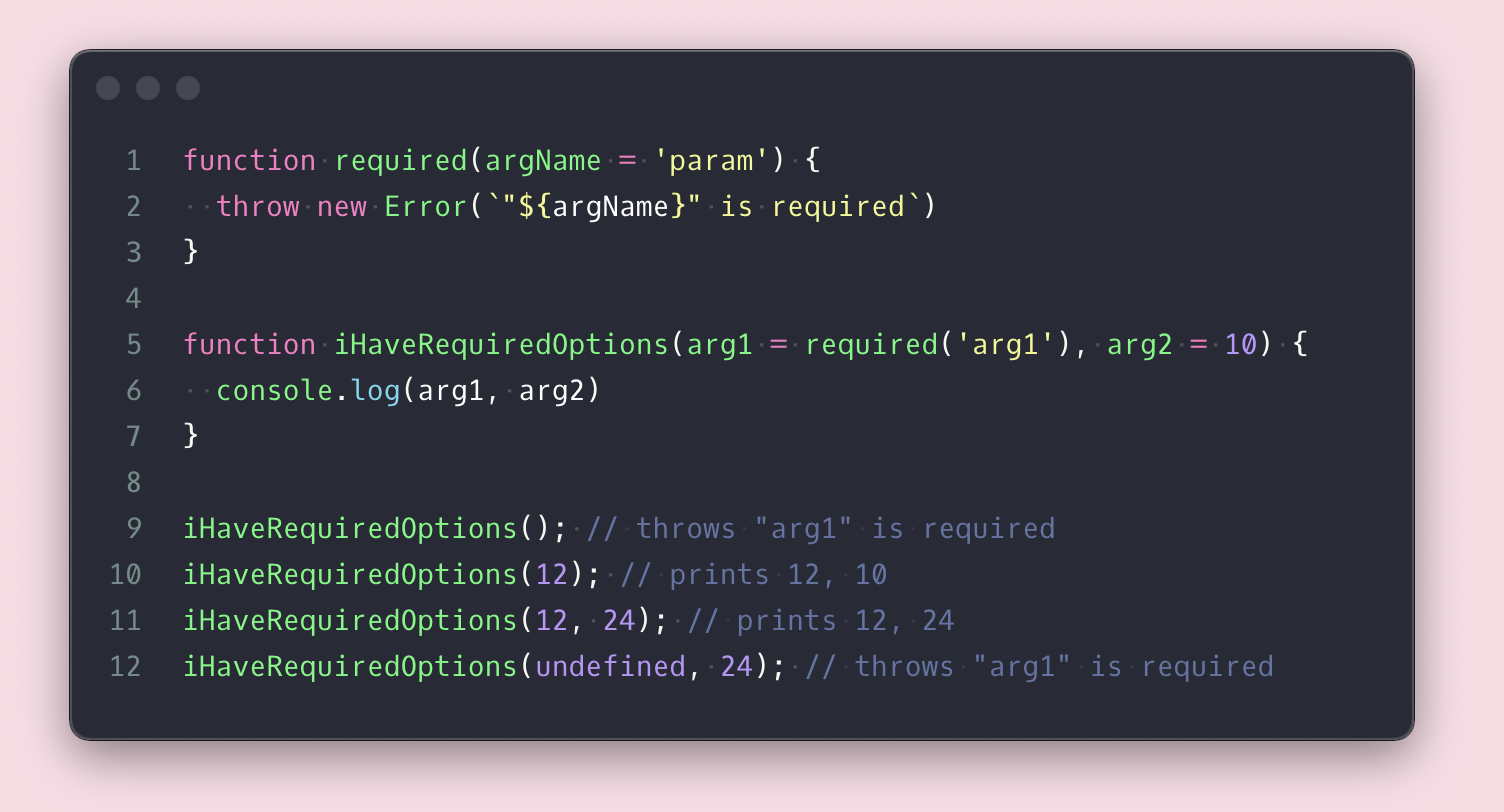 1 function required(argName = 'param') {
2   throw new Error(`"${argName}" is required`)
3 }
4
5 function iHaveRequiredOptions(arg1 = required('arg1'), arg2 = 10) {
6   console.log(arg1, arg2)
7 }
8
9 iHaveRequiredOptions(); // throws "arg1" is required
10 iHaveRequiredOptions(12); // prints 12, 10
11 iHaveRequiredOptions(12, 24); // prints 12, 24
12 iHaveRequiredOptions(undefined, 24); // throws "arg1" is required